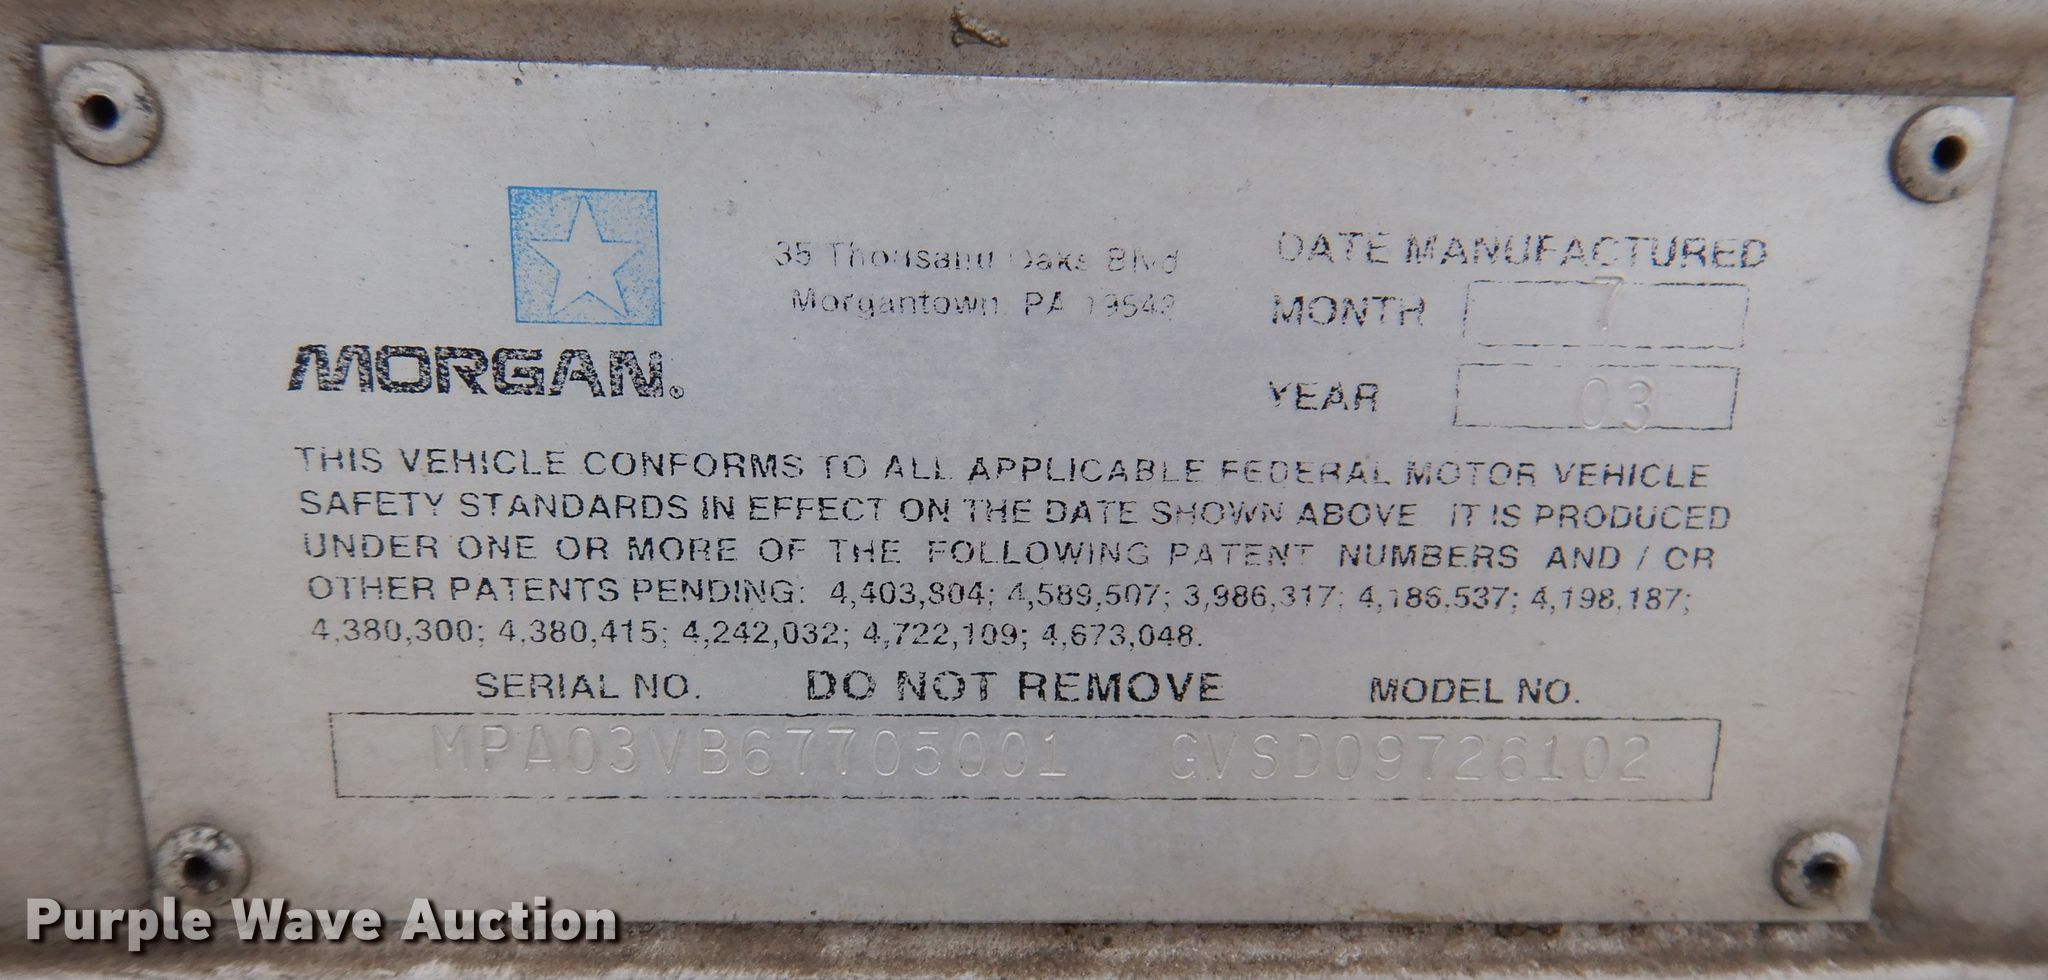 MORGAN®
35 Thousand Oaks Blvd
Morgantown, PA 19543
DATE MANUFACTURED
MONTH 7
YEAR 03
THIS VEHICLE CONFORMS TO ALL APPLICABLE FEDERAL MOTOR VEHICLE
SAFETY STANDARDS IN EFFECT ON THE DATE SHOWN ABOVE IT IS PRODUCED
UNDER ONE OR MORE OF THE FOLLOWING PATENT NUMBERS AND / OR
OTHER PATENTS PENDING: 4,403,804; 4,589,507; 3,986,317; 4,186,537; 4,198,187;
4,380,300; 4,380,415; 4,242,032; 4,722,109; 4,673,048.
SERIAL NO. DO NOT REMOVE MODEL NO.
MPA03VB67705001 GVSD09726102
Purple Wave Auction